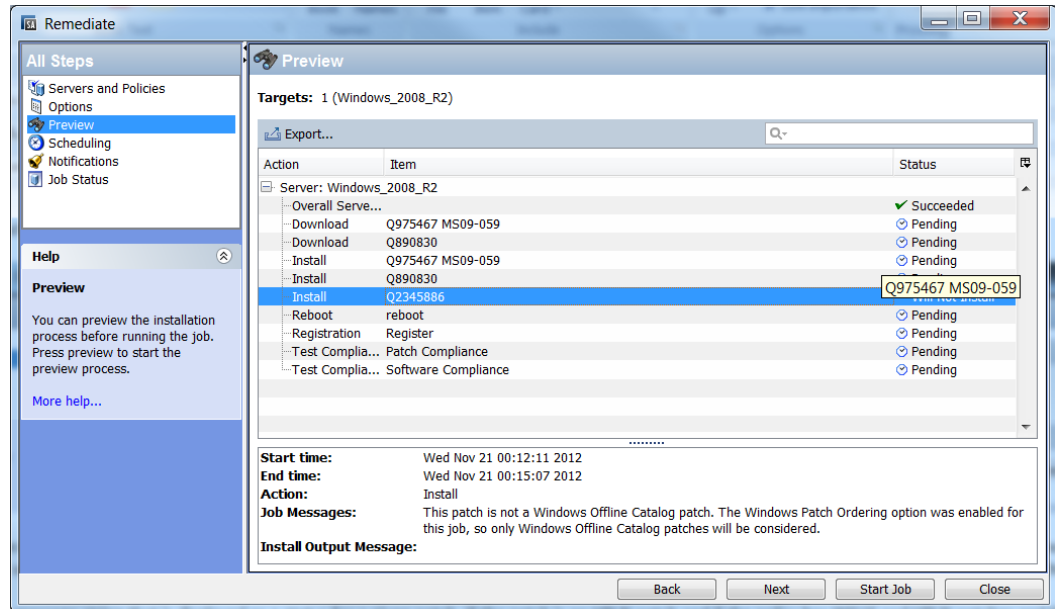 Remediate
All Steps
Servers and Policies
Options
Preview
Scheduling
Notifications
Job Status
Help
Preview
You can preview the installation
process before running the job.
Press preview to start the
preview process.
More help...
Preview
Targets: 1 (Windows_2008_R2)
Export...
Action Item Status
Server: Windows_2008_R2
Overall Serve... Succeeded
Download Q975467 MS09-059 Pending
Download Q890830 Pending
Install Q975467 MS09-059 Pending
Install Q890830
Q975467 MS09-059
Install Q2345886 Will Not Install
Reboot reboot Pending
Registration Register Pending
Test Complia... Patch Compliance Pending
Test Complia... Software Compliance Pending
Start time: Wed Nov 21 00:12:11 2012
End time: Wed Nov 21 00:15:07 2012
Action: Install
Job Messages: This patch is not a Windows Offline Catalog patch. The Windows Patch Ordering option was enabled for
this job, so only Windows Offline Catalog patches will be considered.
Install Output Message:
Back Next Start Job Close